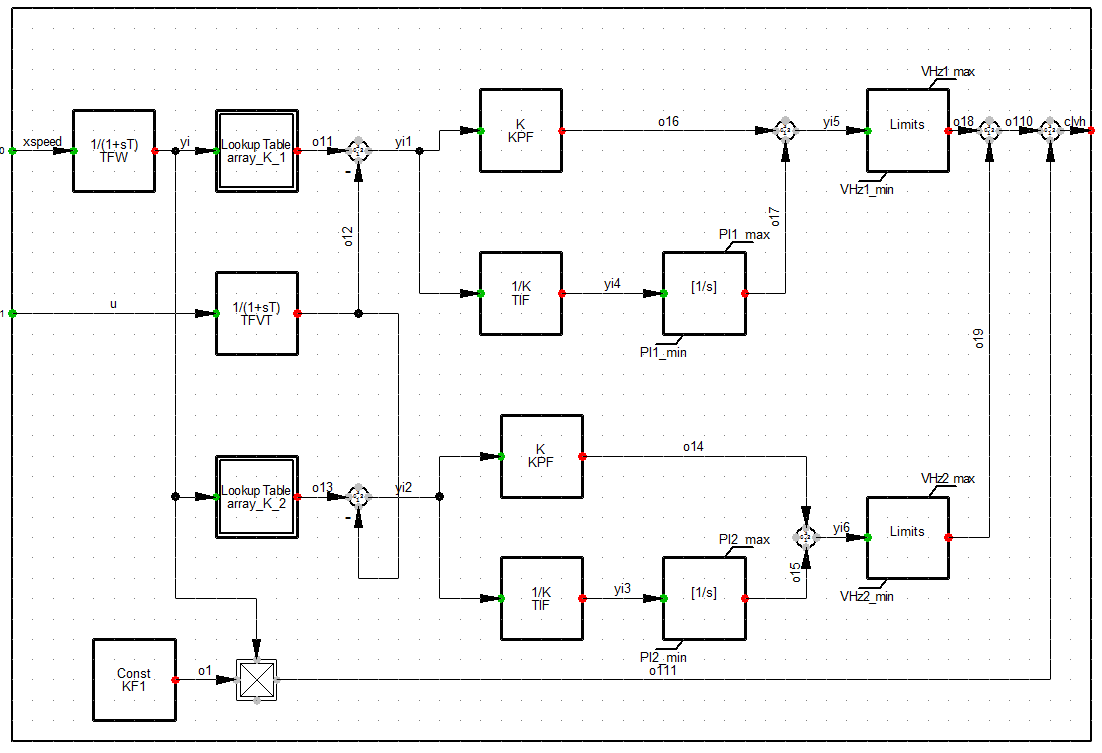 VHz1_max
K
KPF
o16
Limits
o18
o110
clvh
xspeed
1/(1+sT)
TFW
yi
Lookup Table
array_K_1
o11
yi1
yi5
-
VHz1_min
o17
o12
PI1_max
1/K
TIF
yi4
[1/s]
PI1_min
u
1/(1+sT)
TFVT
o19
K
KPF
o14
VHz2_max
Lookup Table
array_K_2
o13
yi2
-
yi6
Limits
PI2_max
o15
1/K
TIF
yi3
[1/s]
VHz2_min
PI2_min
o111
Const
KF1
o1